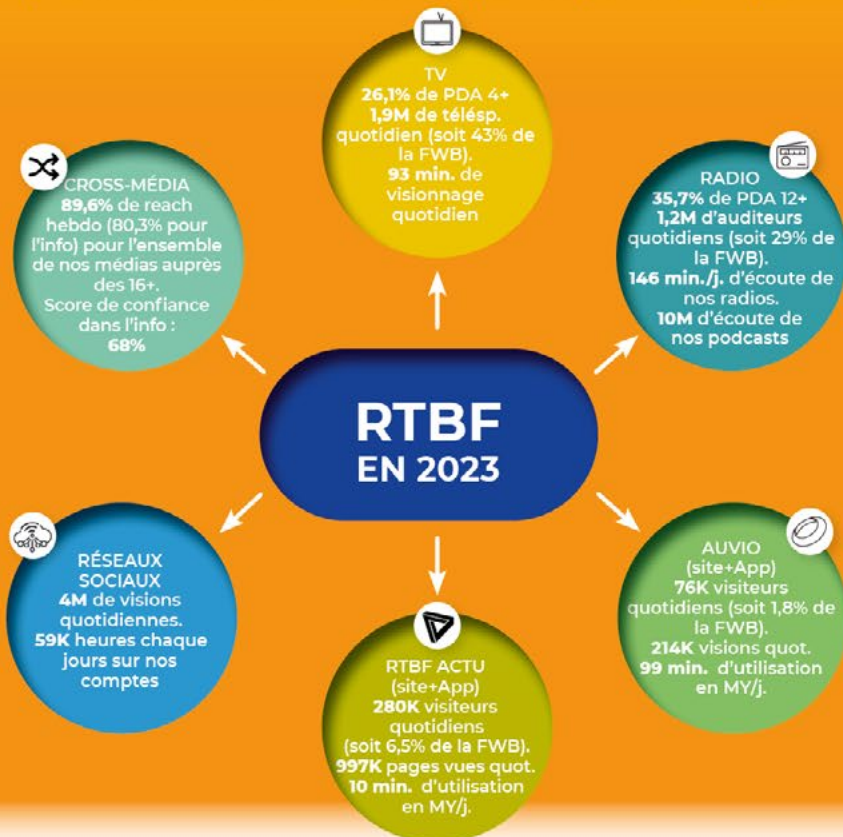 TV
26,1% de PDA 4+
1,9M de télésp.
quotidien (soit 43% de
la FWB).
93 min. de
visionnage
quotidien
CROSS-MÉDIA
89,6% de reach
hebdo (80,3% pour
l'info) pour l'ensemble
de nos médias auprès
des 16+.
Score de confiance
dans l'info :
68%
RADIO
35,7% de PDA 12+
1,2M d'auditeurs
quotidiens (soit 29% de
la FWB).
146 min./j. d'écoute de
nos radios.
10M d'écoute de
nos podcasts
RTBF
EN 2023
RÉSEAUX
SOCIAUX
4M de visions
quotidiennes.
59K heures chaque
jours sur nos
comptes
RTBF ACTU
(site+App)
280K visiteurs
quotidiens
(soit 6,5% de la FWB).
997K pages vues quot.
10 min. d'utilisation
en MY/j.
AUVIO
(site+App)
76K visiteurs
quotidiens (soit 1,8% de
la FWB).
214K visions quot.
99 min. d'utilisation
en MY/j.